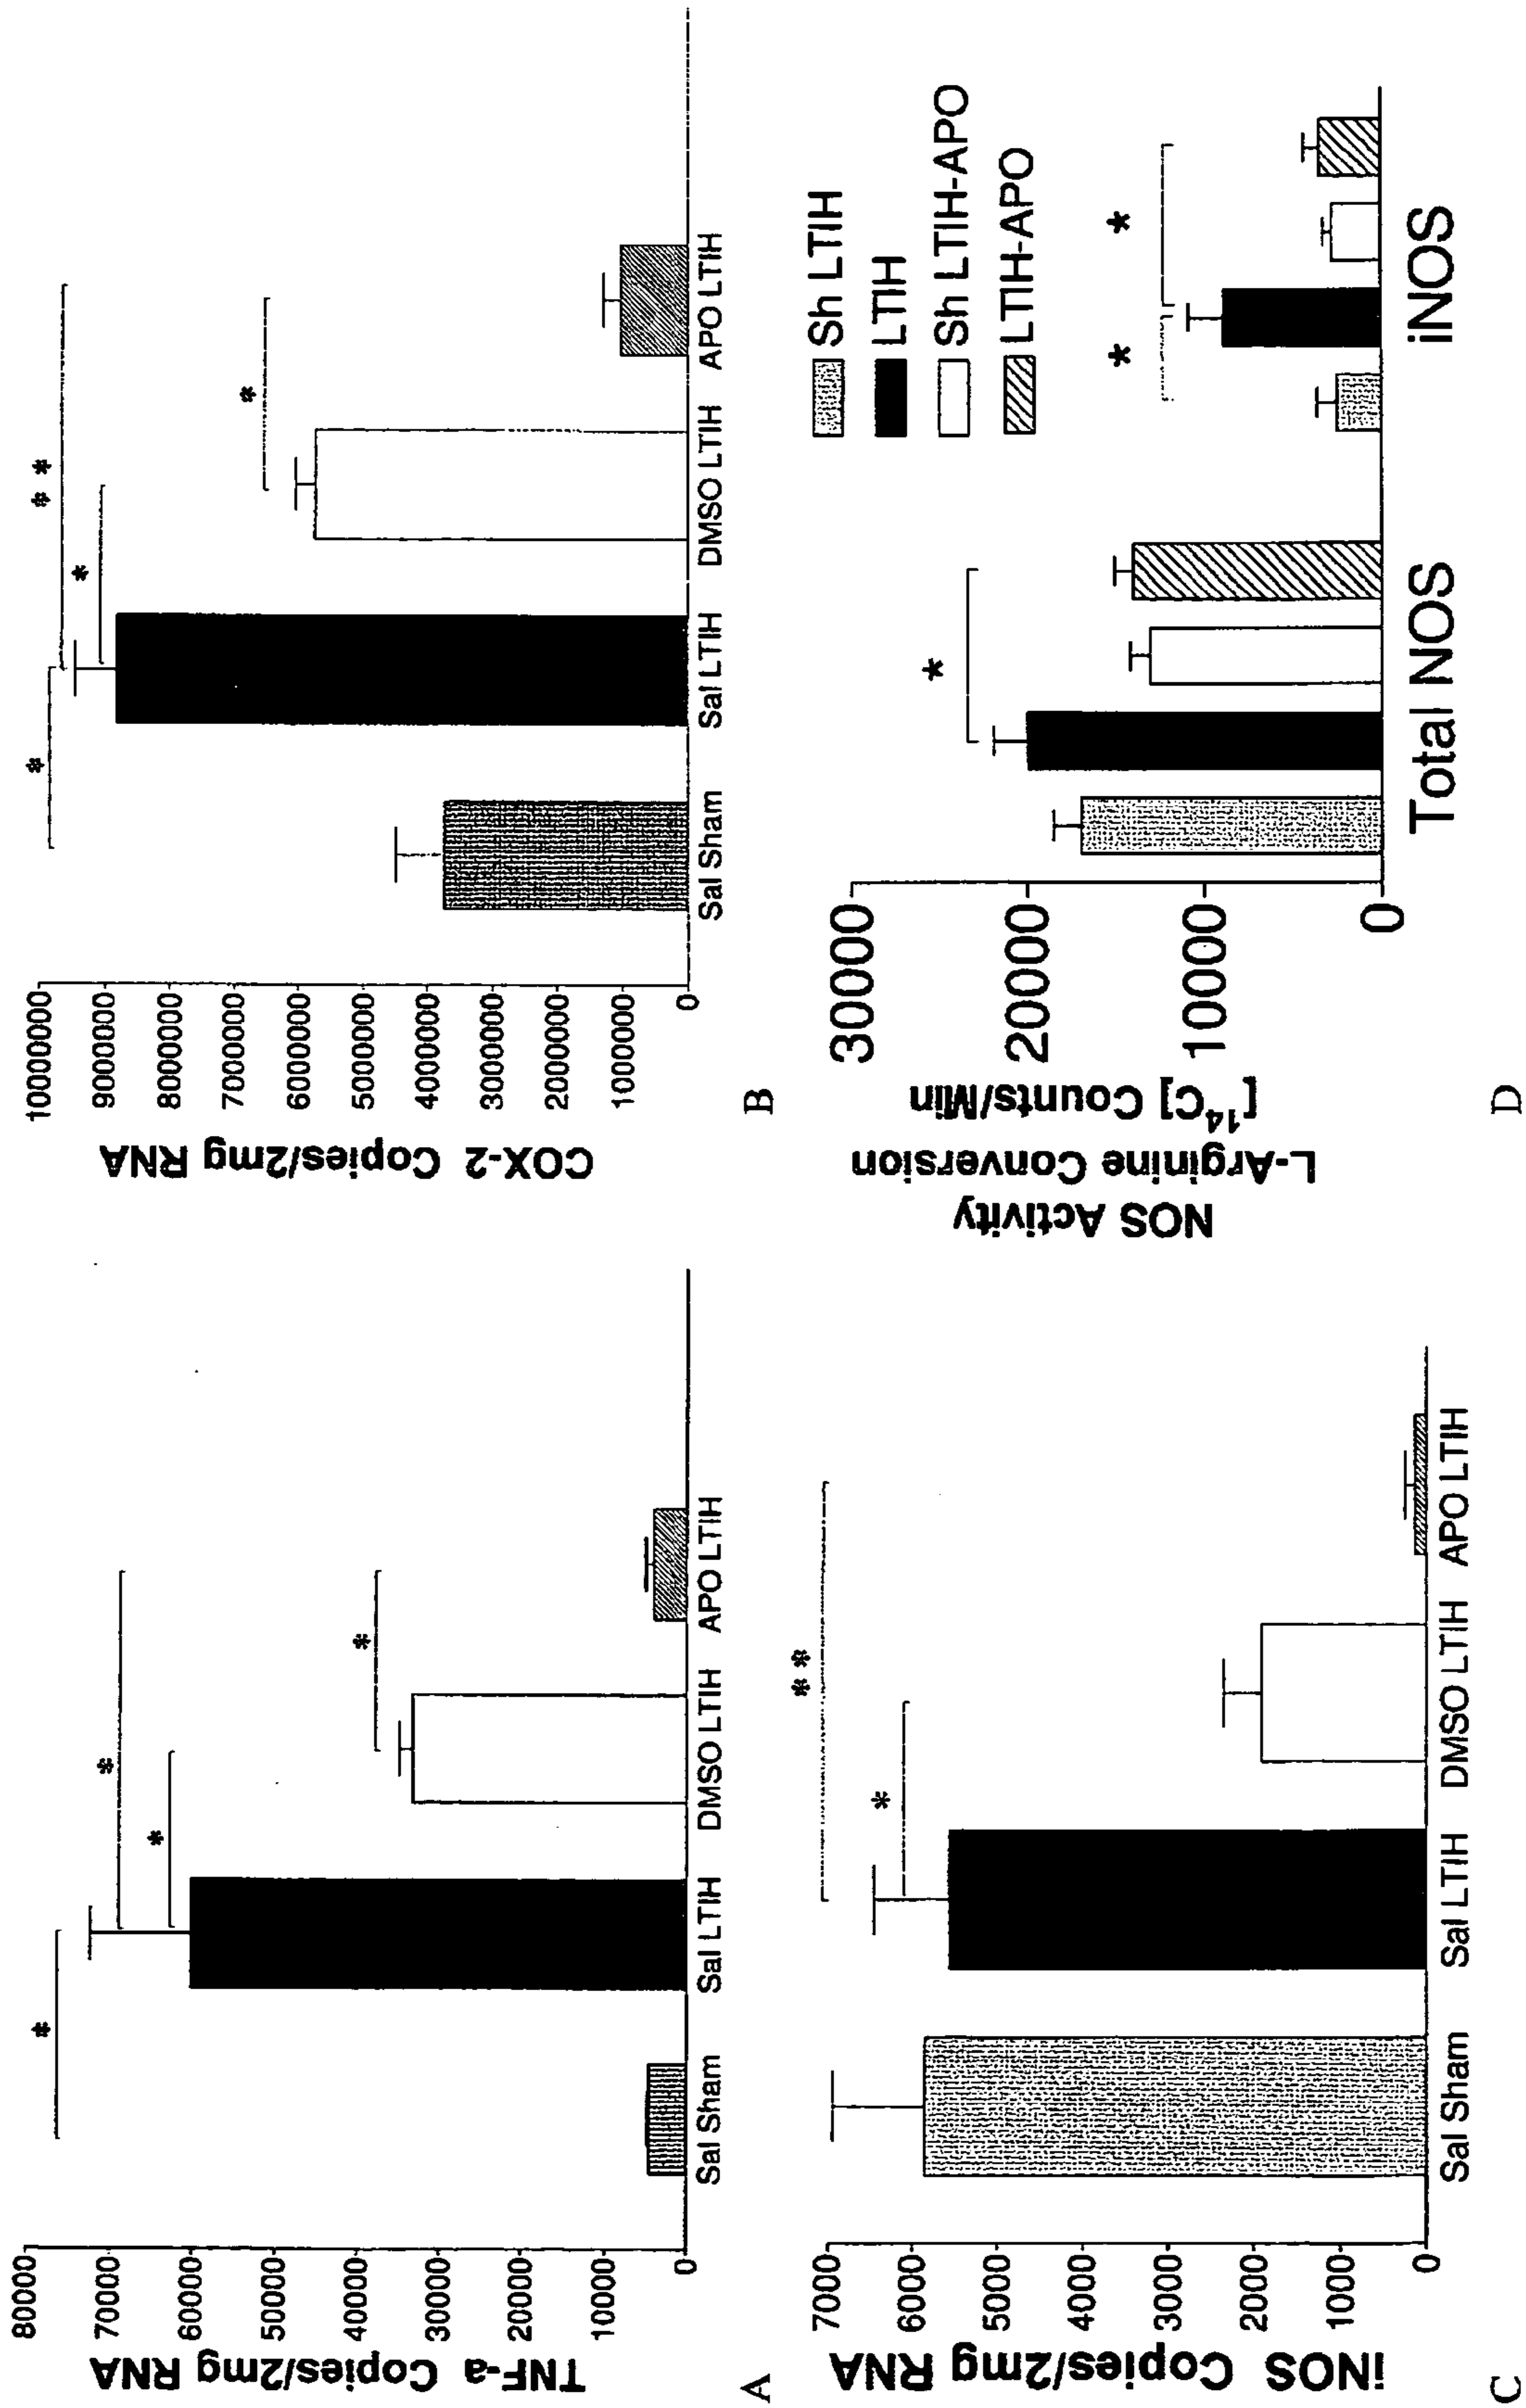 TNF-a Copies/2mg RNA
80000
70000
60000
50000
40000
30000
20000
10000
0
*
*
*
*
Sal Sham
Sal LTIH
DMSO LTIH
APO LTIH
A
COX-2 Copies/2mg RNA
10000000
9000000
8000000
7000000
6000000
5000000
4000000
3000000
2000000
1000000
0
*
**
*
*
Sal Sham
Sal LTIH
DMSO LTIH
APO LTIH
B
iNOS Copies/2mg RNA
7000
6000
5000
4000
3000
2000
1000
0
**
*
Sal Sham
Sal LTIH
DMSO LTIH
APO LTIH
C
NOS Activity
L-Arginine Conversion
[14C] Counts/Min
30000
20000
10000
0
*
*
*
Sh LTIH
LTIH
Sh LTIH-APO
LTIH-APO
Total NOS
iNOS
D